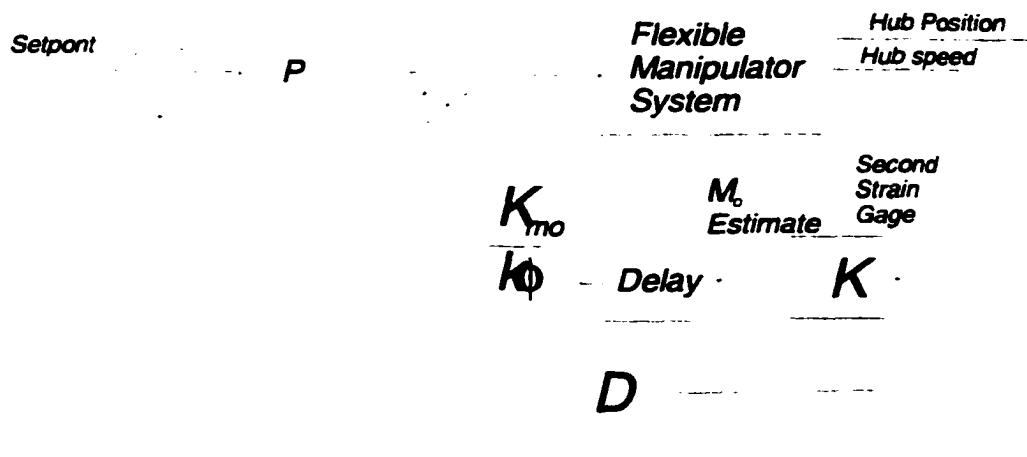 Setpont
P
Flexible
Manipulator
System
Hub Position
Hub speed
K_mo
M_o
Estimate
Second
Strain
Gage
kϕ
Delay
K
D